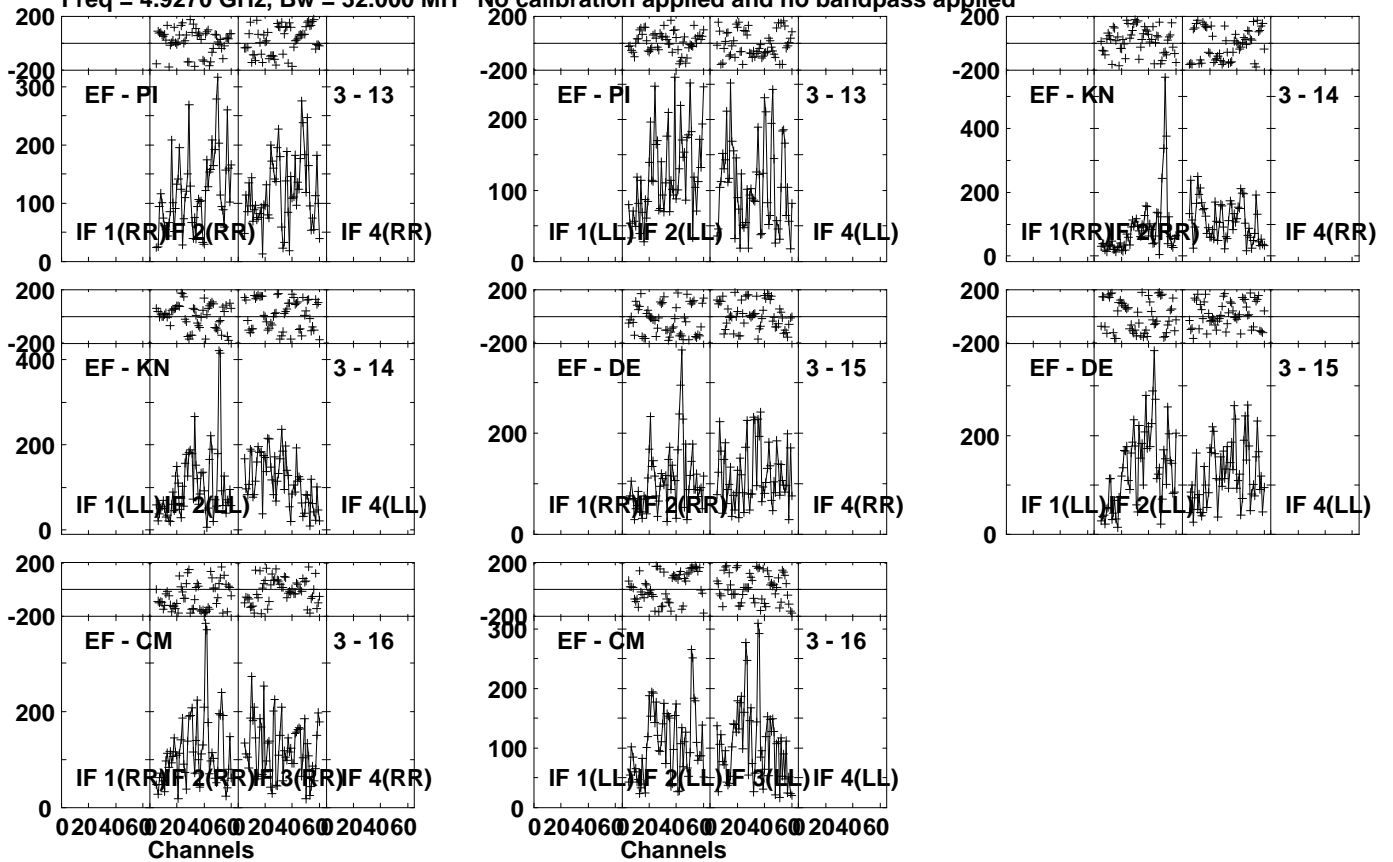 Freq = 4.9270 GHz, Bw = 32.000 MH No calibration applied and no bandpass applied
200
-200
300
200
100
0
EF - PI
3 - 13
IF 1(RR)
IF 2(RR)
IF 4(RR)
200
-200
200
100
0
EF - PI
3 - 13
IF 1(LL)
IF 2(LL)
IF 4(LL)
200
-200
400
200
0
EF - KN
3 - 14
IF 1(RR)
IF 2(RR)
IF 4(RR)
200
-200
400
200
0
EF - KN
3 - 14
IF 1(LL)
IF 2(LL)
IF 4(LL)
200
-200
200
0
EF - DE
3 - 15
IF 1(RR)
IF 2(RR)
IF 4(RR)
200
-200
200
0
EF - DE
3 - 15
IF 1(LL)
IF 2(LL)
IF 4(LL)
200
-200
200
0
EF - CM
3 - 16
IF 1(RR)
IF 2(RR)
IF 3(RR)
IF 4(RR)
0 20 40 60 0 20 40 60 0 20 40 60 0 20 40 60
Channels
200
-200
300
200
100
0
EF - CM
3 - 16
IF 1(LL)
IF 2(LL)
IF 3(LL)
IF 4(LL)
0 20 40 60 0 20 40 60 0 20 40 60 0 20 40 60
Channels